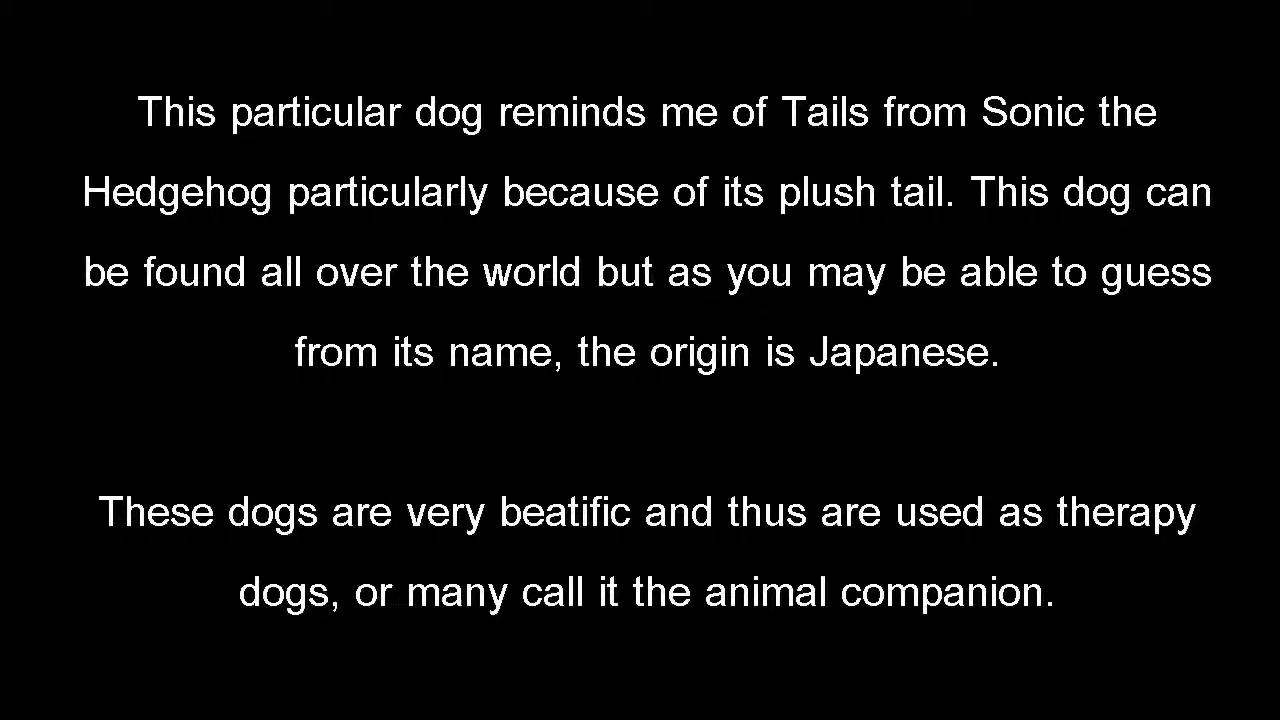 This particular dog reminds me of Tails from Sonic the
Hedgehog particularly because of its plush tail. This dog can
be found all over the world but as you may be able to guess
from its name, the origin is Japanese.
These dogs are very beatific and thus are used as therapy
dogs, or many call it the animal companion.